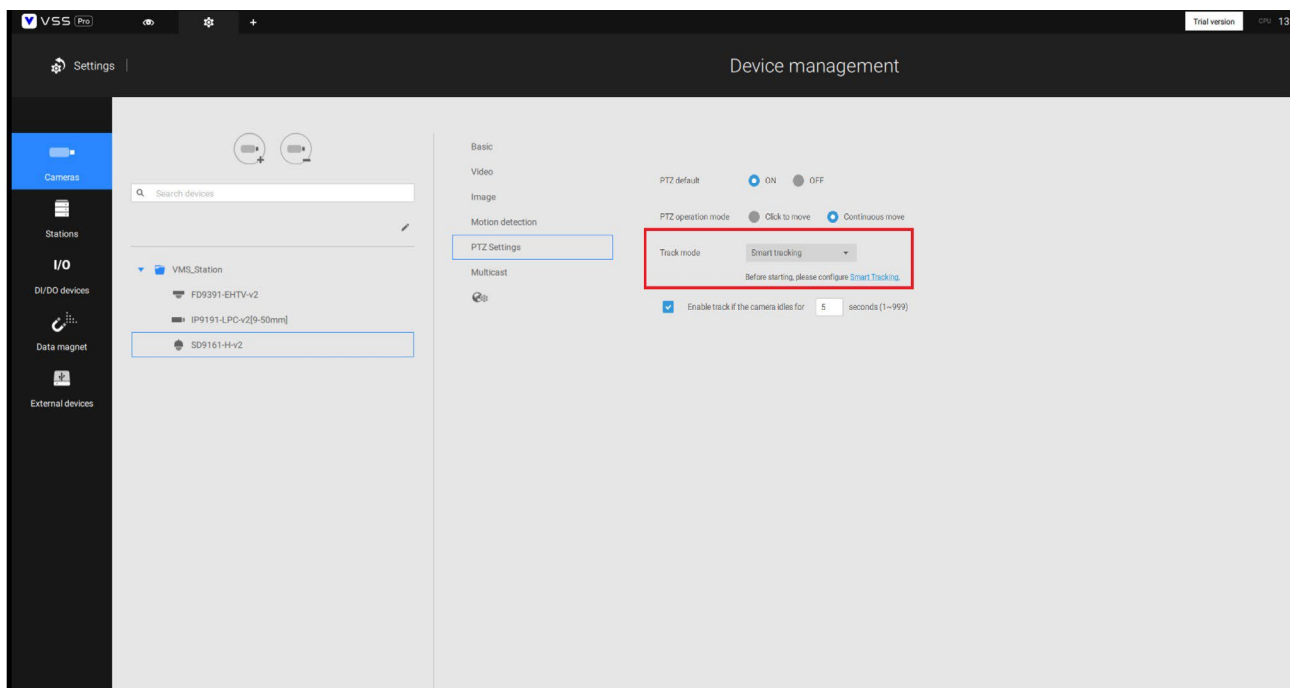 VSS Pro
+
Trial version
CPU 13
Settings
Device management
Cameras
Stations
I/O
DI/DO devices
Data magnet
External devices
Search devices
VMS_Station
FD9391-EHTV-v2
IP9191-LPC-v2[9-50mm]
SD9161-H-v2
Basic
Video
Image
Motion detection
PTZ Settings
Multicast
PTZ default ON OFF
PTZ operation mode Click to move Continuous move
Track mode Smart tracking
Before starting, please configure Smart Tracking.
Enable track if the camera idles for 5 seconds (1~999)